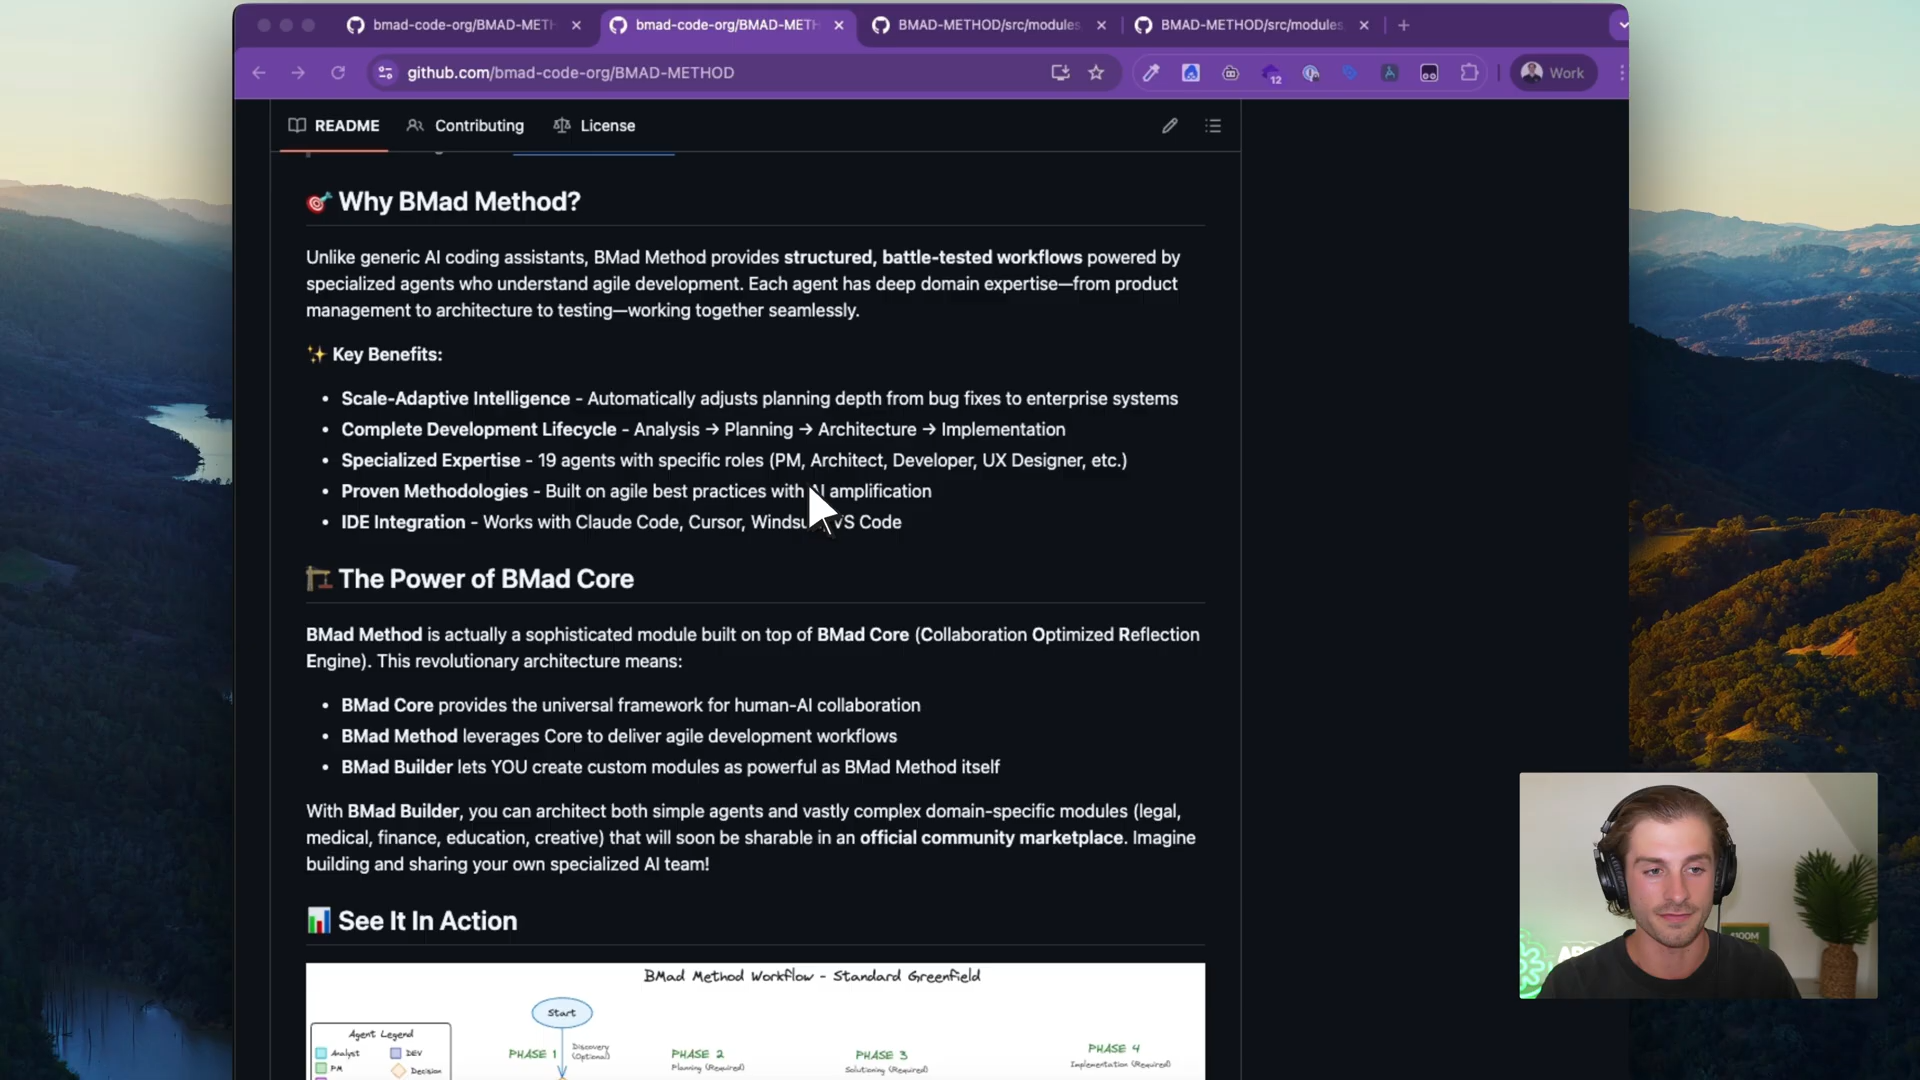 bmad-code-org/BMAD-METH
bmad-code-org/BMAD-METH
BMAD-METHOD/src/modules
BMAD-METHOD/src/modules
github.com/bmad-code-org/BMAD-METHOD
12
Work
README
Contributing
License
🎯 Why BMad Method?
Unlike generic AI coding assistants, BMad Method provides structured, battle-tested workflows powered by
specialized agents who understand agile development. Each agent has deep domain expertise—from product
management to architecture to testing—working together seamlessly.
✨ Key Benefits:
• Scale-Adaptive Intelligence - Automatically adjusts planning depth from bug fixes to enterprise systems
• Complete Development Lifecycle - Analysis → Planning → Architecture → Implementation
• Specialized Expertise - 19 agents with specific roles (PM, Architect, Developer, UX Designer, etc.)
• Proven Methodologies - Built on agile best practices with AI amplification
• IDE Integration - Works with Claude Code, Cursor, Windsurf, VS Code
🏗️ The Power of BMad Core
BMad Method is actually a sophisticated module built on top of BMad Core (Collaboration Optimized Reflection
Engine). This revolutionary architecture means:
• BMad Core provides the universal framework for human-AI collaboration
• BMad Method leverages Core to deliver agile development workflows
• BMad Builder lets YOU create custom modules as powerful as BMad Method itself
With BMad Builder, you can architect both simple agents and vastly complex domain-specific modules (legal,
medical, finance, education, creative) that will soon be sharable in an official community marketplace. Imagine
building and sharing your own specialized AI team!
📊 See It In Action
BMad Method Workflow - Standard Greenfield
Start
Agent Legend
Analyst
DEV
PM
Decision
PHASE 1
Discovery
(Optional)
PHASE 2
Planning (Required)
PHASE 3
Solutioning (Required)
PHASE 4
Implementation (Required)
$100M